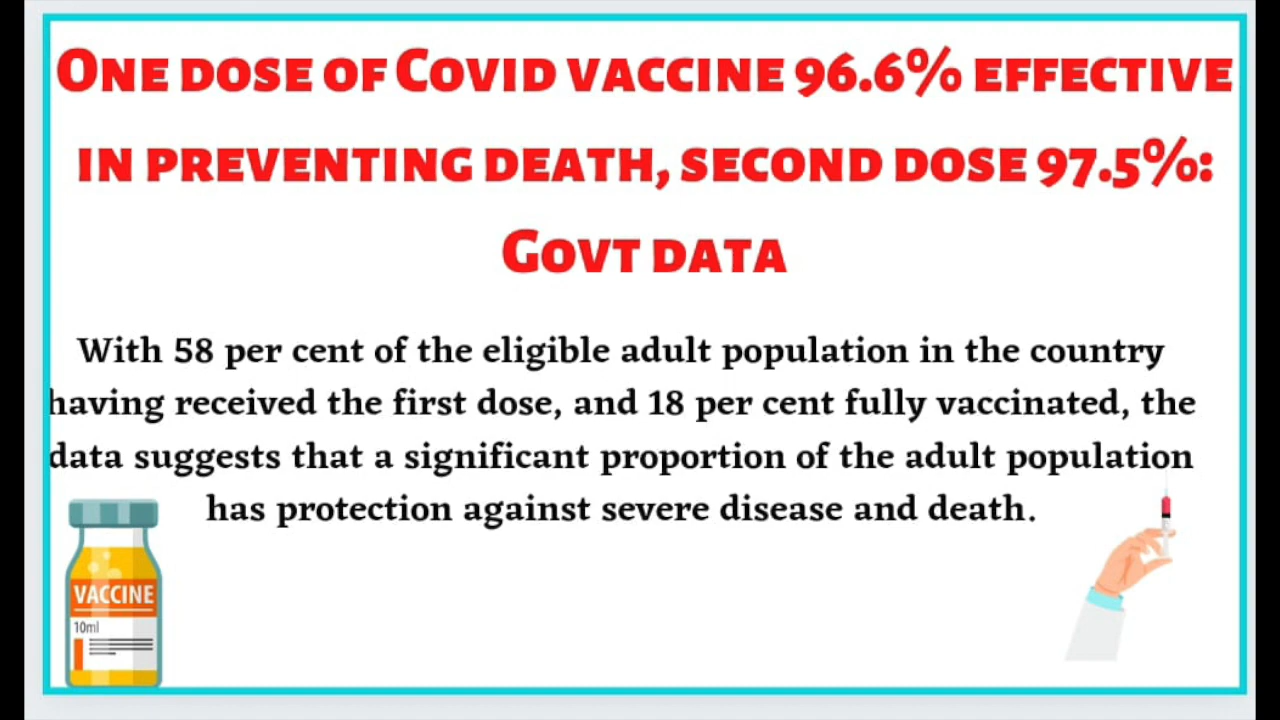 One dose of Covid vaccine 96.6% effective
in preventing death, second dose 97.5%:
Govt data
With 58 per cent of the eligible adult population in the country
having received the first dose, and 18 per cent fully vaccinated, the
data suggests that a significant proportion of the adult population
has protection against severe disease and death.
VACCINE
10ml